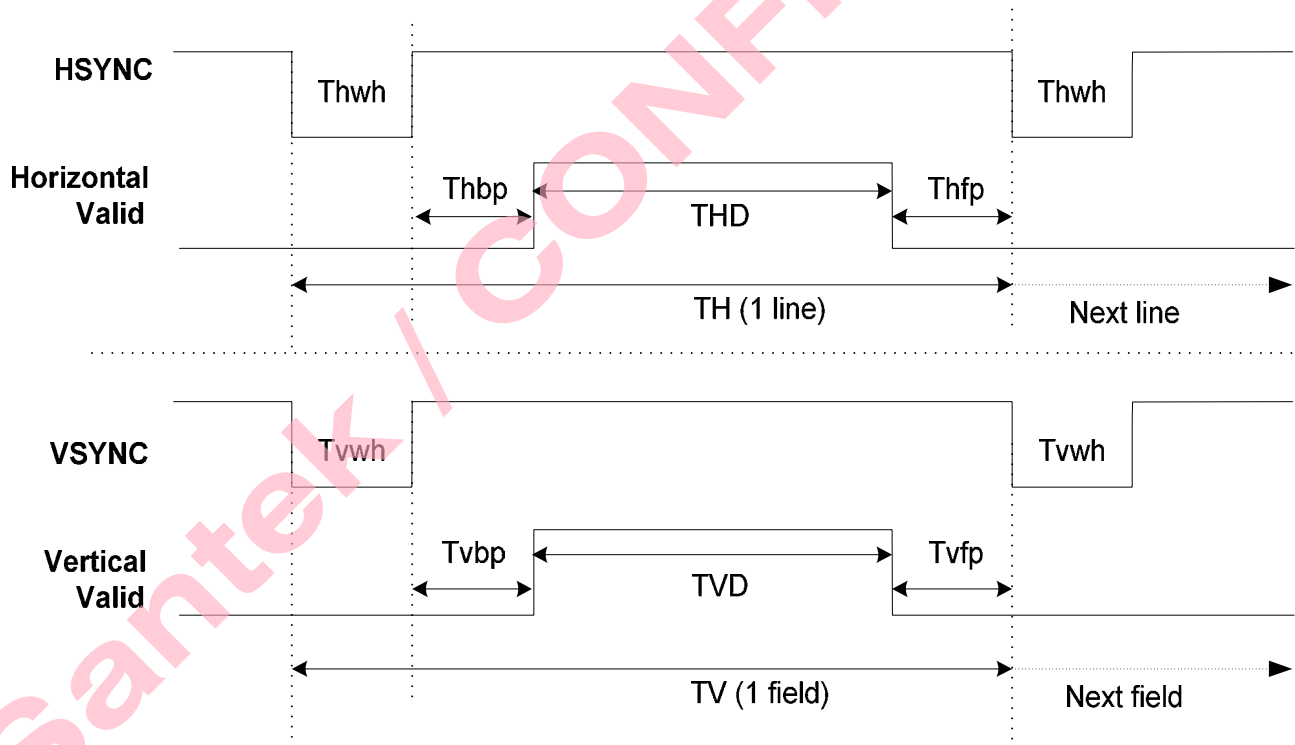 HSYNC
Thwh
Thwh
Horizontal
Valid
Thbp
THD
Thfp
TH (1 line)
Next line
VSYNC
Tvwh
Tvwh
Vertical
Valid
Tvbp
TVD
Tvfp
TV (1 field)
Next field
Santek / CONF